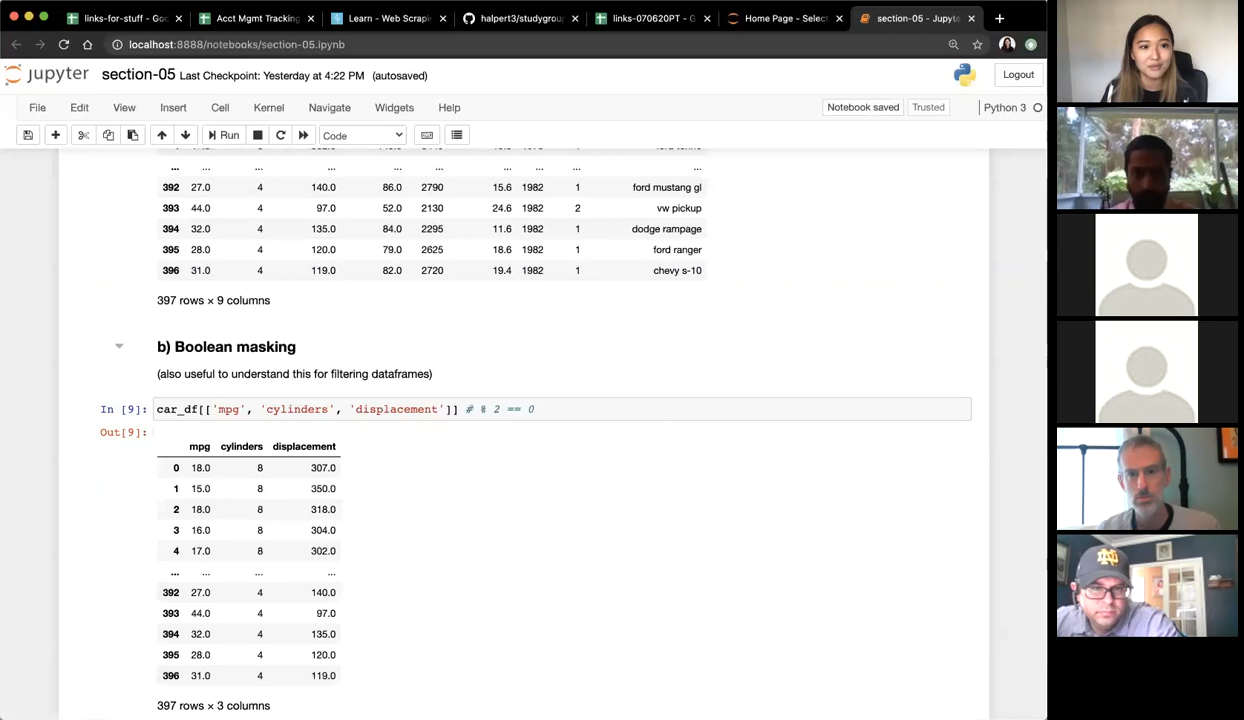 links-for-stuff - Goo
Acct Mgmt Tracking
Learn - Web Scrapin
halpert3/studygrou
links-070620PT - G
Home Page - Select
section-05 - Jupyte
localhost:8888/notebooks/section-05.ipynb
jupyter section-05 Last Checkpoint: Yesterday at 4:22 PM (autosaved)
Logout
File Edit View Insert Cell Kernel Navigate Widgets Help
Notebook saved Trusted Python 3
Run Code
... ... ... ... ... ... ... ... ...
392 27.0 4 140.0 86.0 2790 15.6 1982 1 ford mustang gl
393 44.0 4 97.0 52.0 2130 24.6 1982 2 vw pickup
394 32.0 4 135.0 84.0 2295 11.6 1982 1 dodge rampage
395 28.0 4 120.0 79.0 2625 18.6 1982 1 ford ranger
396 31.0 4 119.0 82.0 2720 19.4 1982 1 chevy s-10
397 rows × 9 columns
b) Boolean masking
(also useful to understand this for filtering dataframes)
In [9]: car_df[['mpg', 'cylinders', 'displacement']] # % 2 == 0
Out[9]:
mpg cylinders displacement
0 18.0 8 307.0
1 15.0 8 350.0
2 18.0 8 318.0
3 16.0 8 304.0
4 17.0 8 302.0
... ... ... ...
392 27.0 4 140.0
393 44.0 4 97.0
394 32.0 4 135.0
395 28.0 4 120.0
396 31.0 4 119.0
397 rows × 3 columns